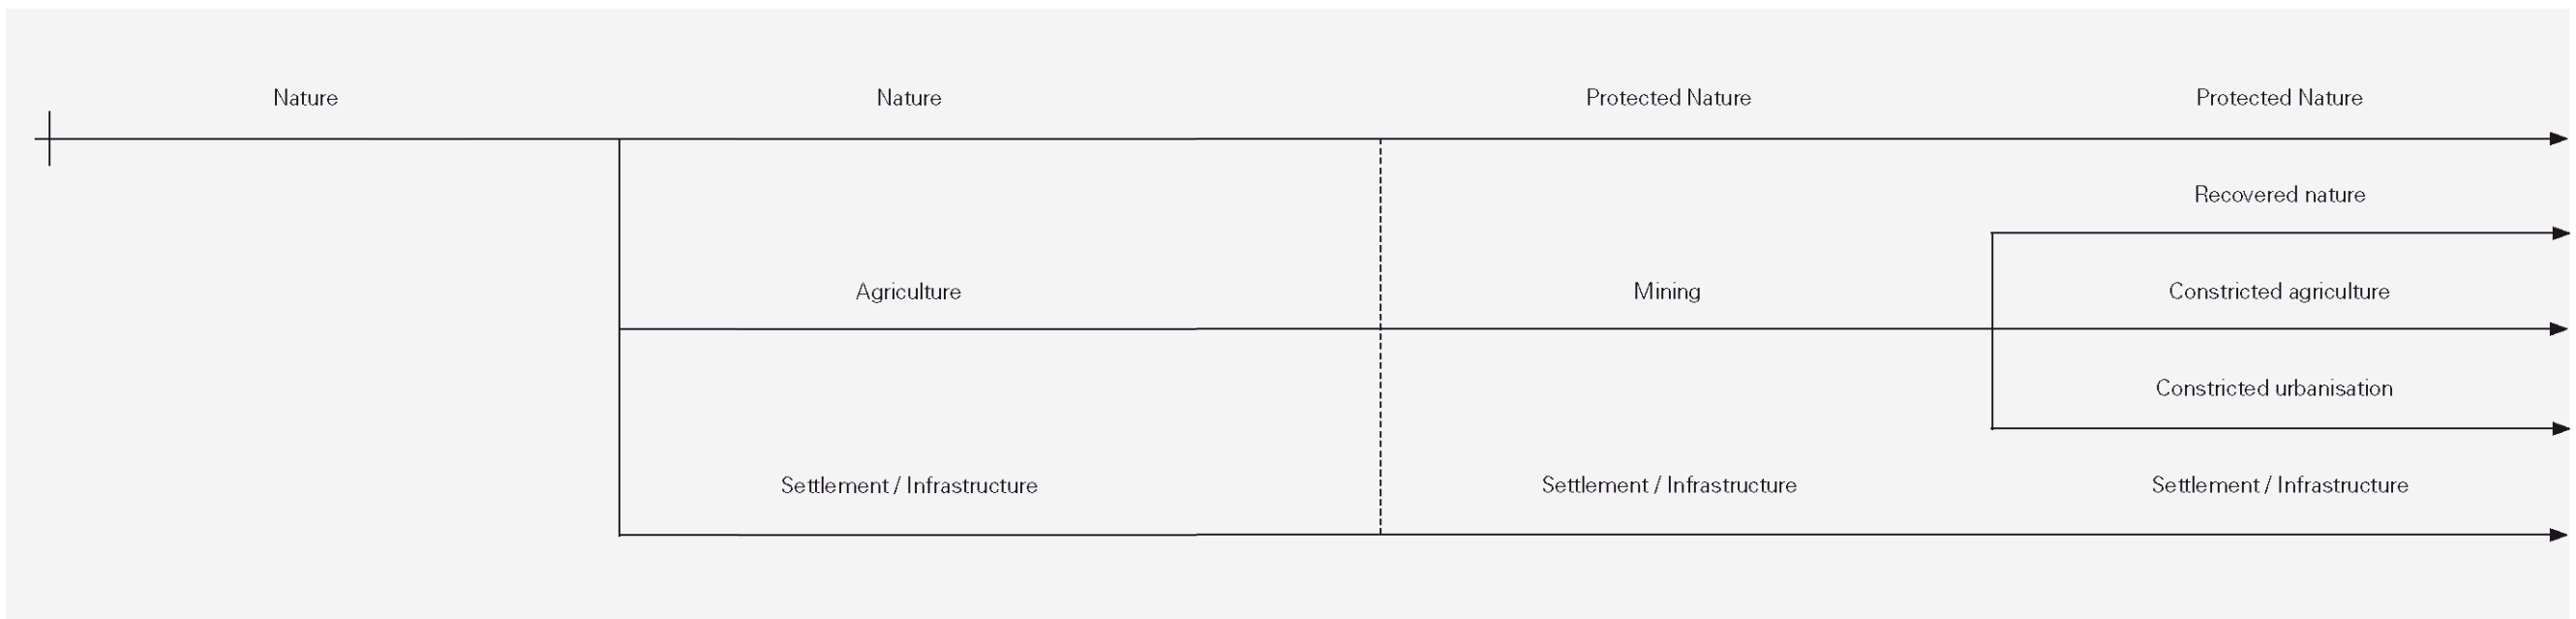 Nature
Nature
Protected Nature
Protected Nature
Recovered nature
Agriculture
Mining
Constricted agriculture
Constricted urbanisation
Settlement / Infrastructure
Settlement / Infrastructure
Settlement / Infrastructure